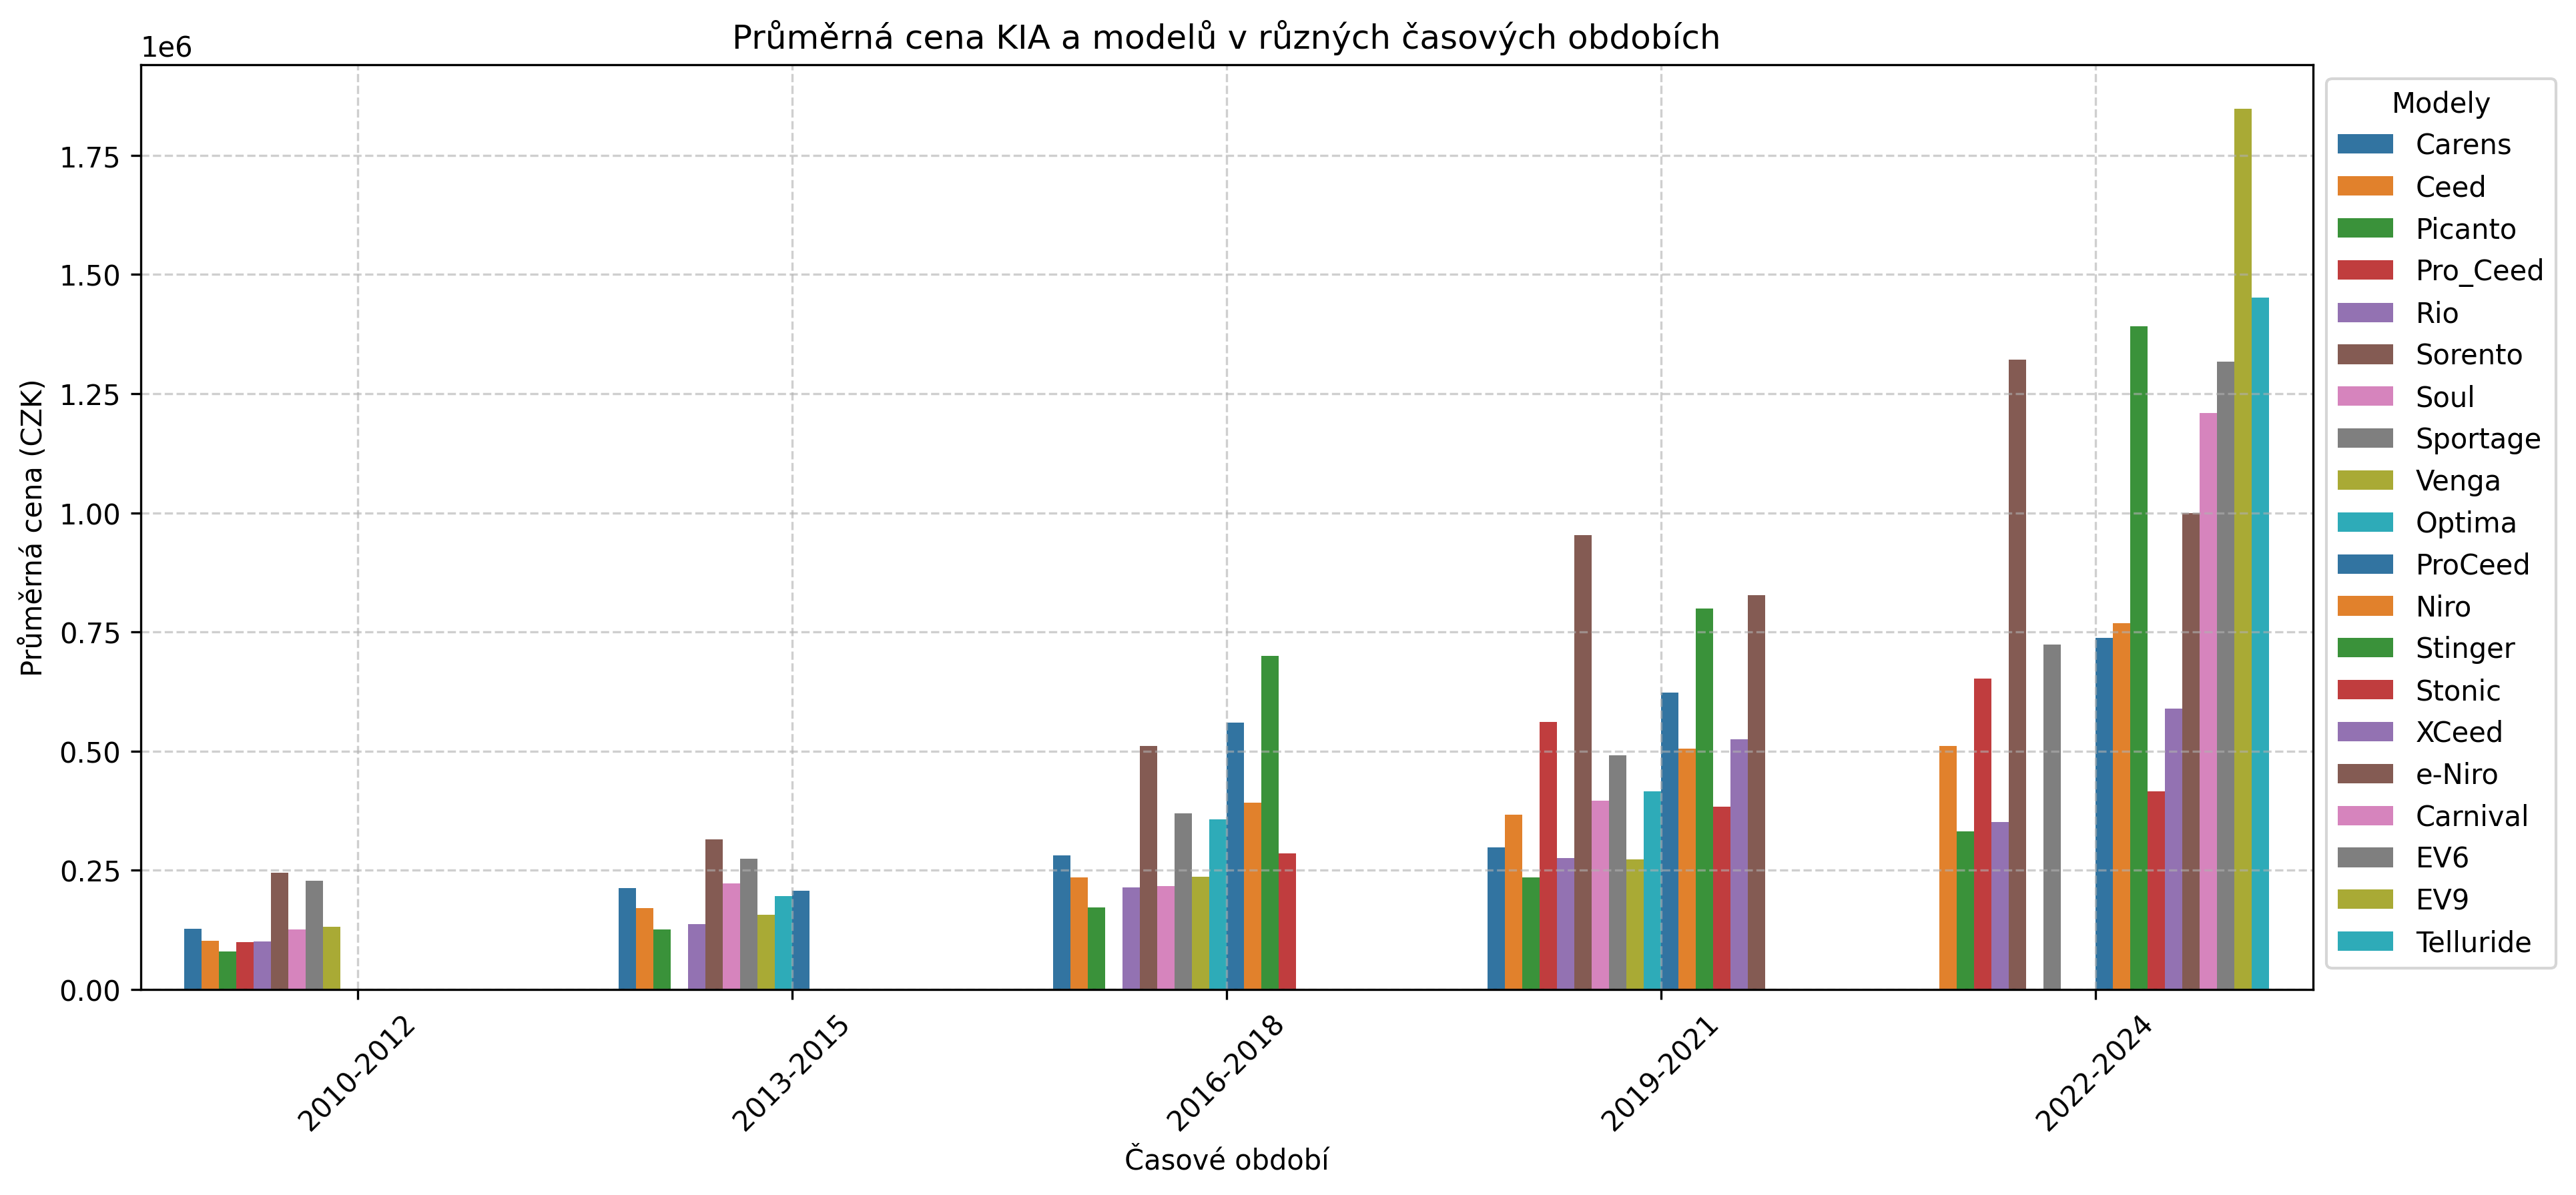 Průměrná cena KIA a modelů v různých časových obdobích
1e6
1.75
1.50
1.25
1.00
0.75
0.50
0.25
0.00
Průměrná cena (CZK)
2010-2012
2013-2015
2016-2018
2019-2021
2022-2024
Časové období
Modely
Carens
Ceed
Picanto
Pro_Ceed
Rio
Sorento
Soul
Sportage
Venga
Optima
ProCeed
Niro
Stinger
Stonic
XCeed
e-Niro
Carnival
EV6
EV9
Telluride